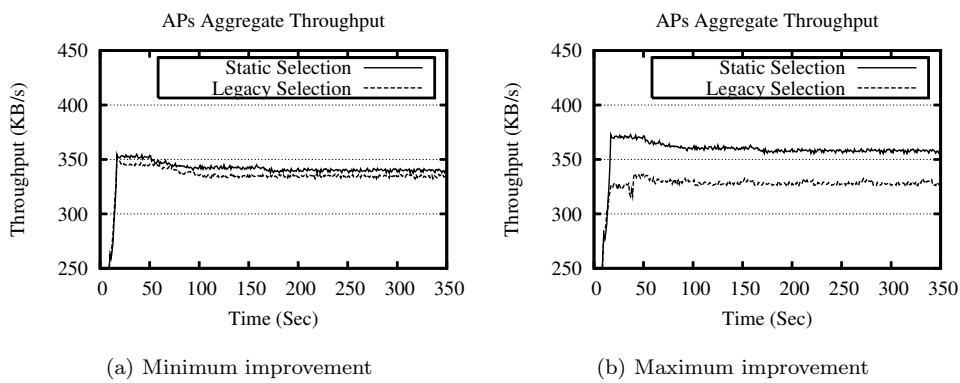 APs Aggregate Throughput
450
400
350
300
250
Throughput (KB/s)
Static Selection
Legacy Selection
0 50 100 150 200 250 300 350
Time (Sec)
(a) Minimum improvement
APs Aggregate Throughput
450
400
350
300
250
Throughput (KB/s)
Static Selection
Legacy Selection
0 50 100 150 200 250 300 350
Time (Sec)
(b) Maximum improvement